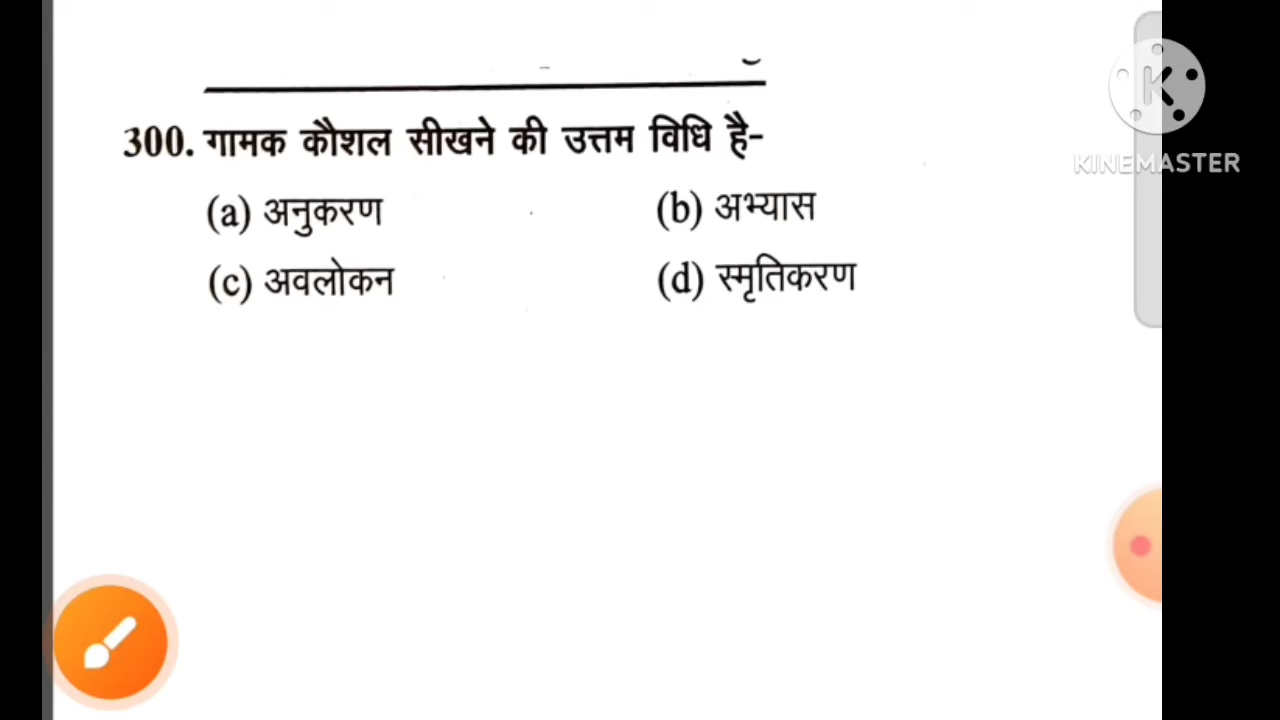 KINEMASTER
300. गामक कौशल सीखने की उत्तम विधि है-
(a) अनुकरण (b) अभ्यास
(c) अवलोकन (d) स्मृतिकरण